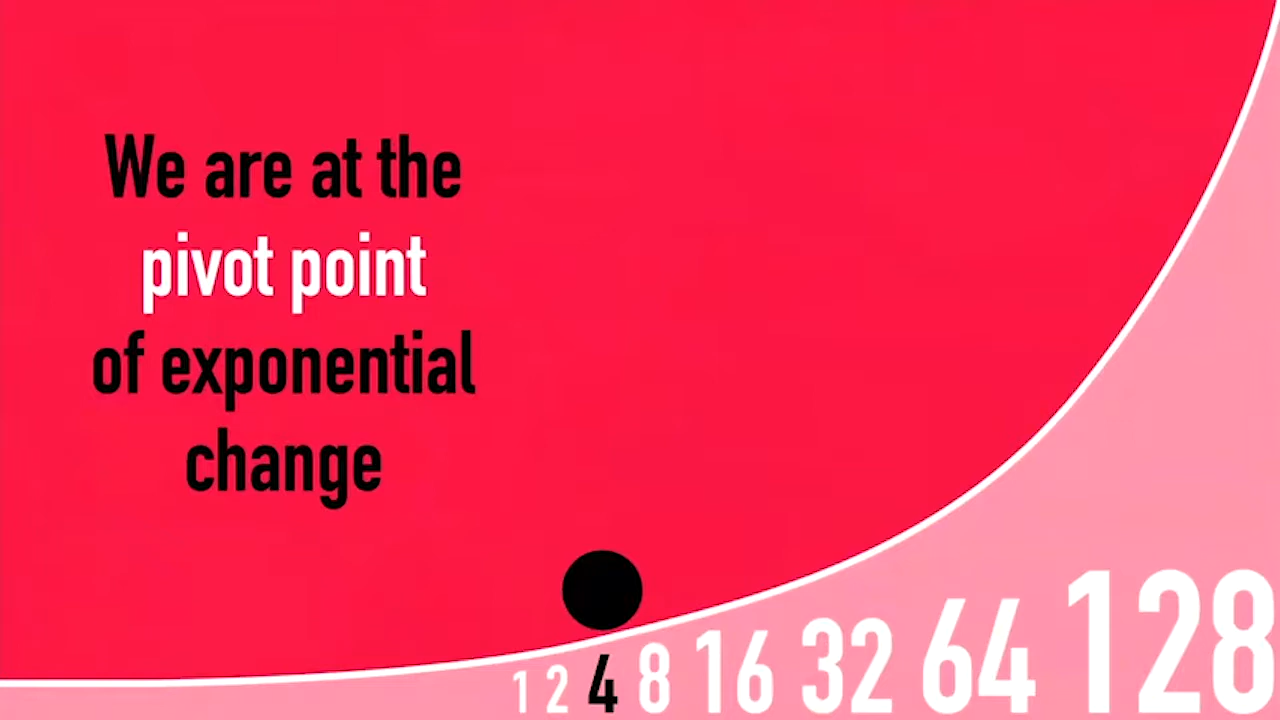 We are at the
pivot point
of exponential
change
1 2 4 8 16 32 64 128